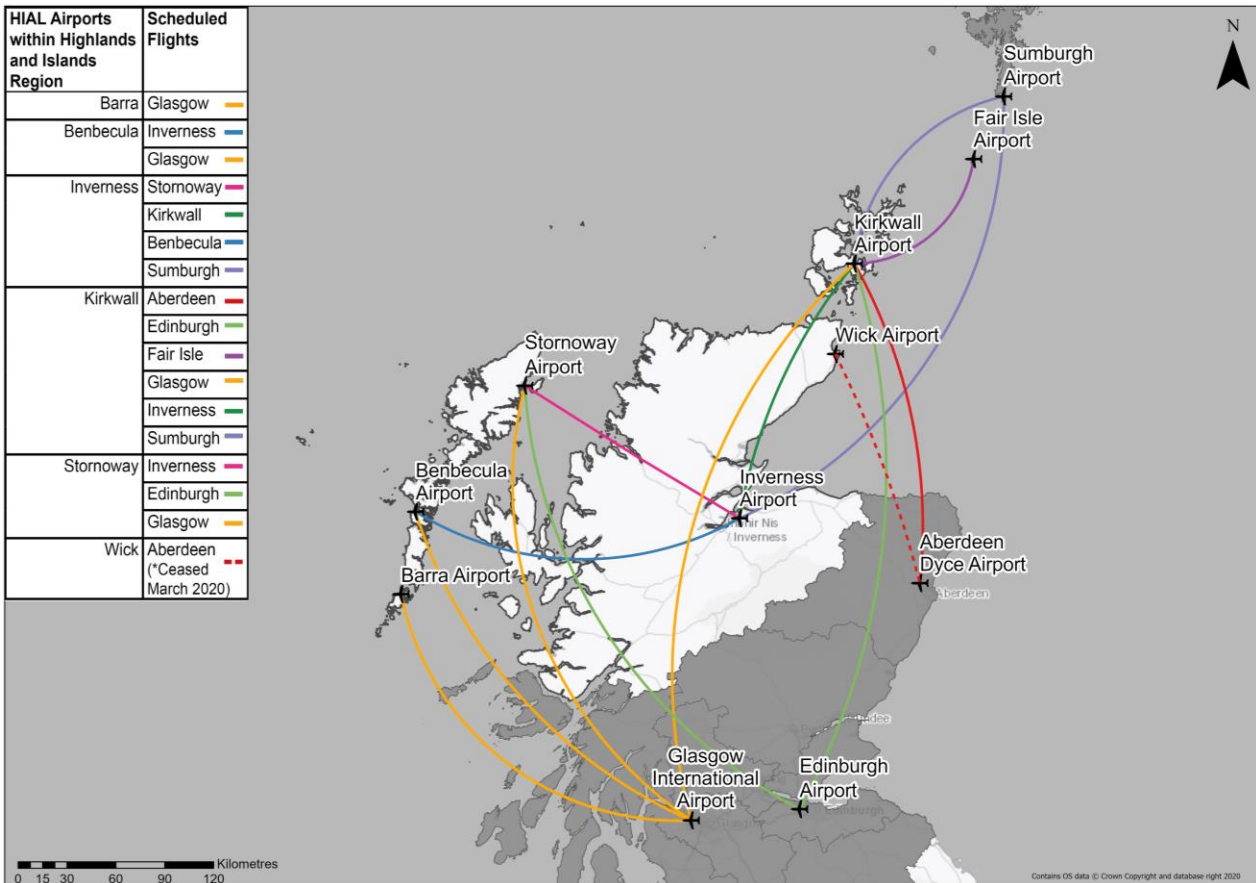 HIAL Airports
within Highlands
and Islands
Region
Scheduled
Flights
Barra
Glasgow
Benbecula
Inverness
Glasgow
Inverness
Stornoway
Kirkwall
Benbecula
Sumburgh
Kirkwall
Aberdeen
Edinburgh
Fair Isle
Glasgow
Inverness
Sumburgh
Stornoway
Inverness
Edinburgh
Glasgow
Wick
Aberdeen
(*Ceased
March 2020)
N
Sumburgh
Airport
Fair Isle
Airport
Kirkwall
Airport
Wick Airport
Stornoway
Airport
Benbecula
Airport
Inverness
Airport
/ Inverness
Barra Airport
Aberdeen
Dyce Airport
Aberdeen
Glasgow
International
Airport
Edinburgh
Airport
Edinburgh
Kilometres
0 15 30 60 90 120
Contains OS data © Crown Copyright and database right 2020